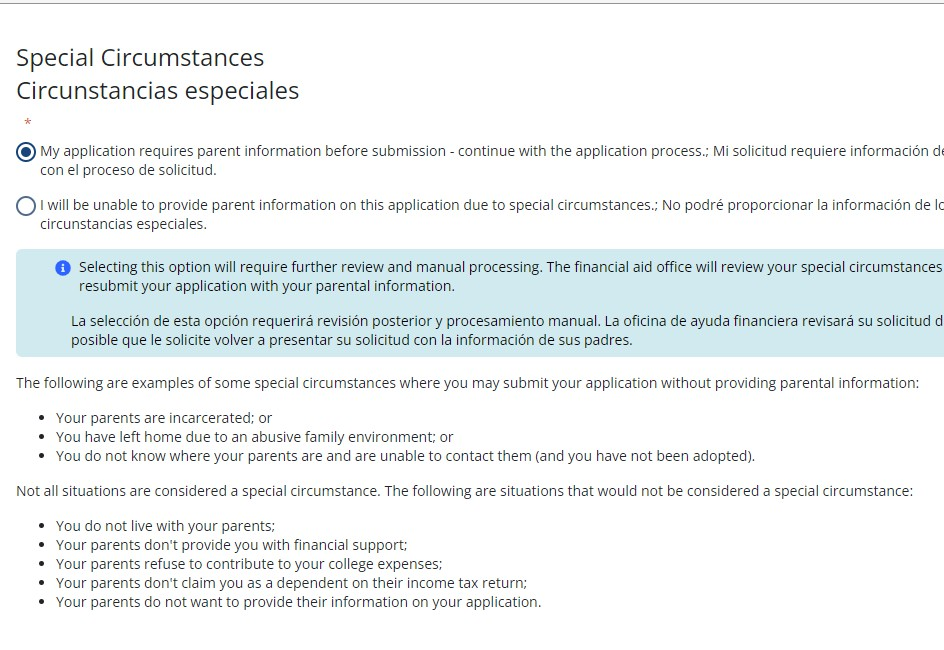 Special Circumstances
Circunstancias especiales
*
My application requires parent information before submission - continue with the application process.; Mi solicitud requiere información
con el proceso de solicitud.
I will be unable to provide parent information on this application due to special circumstances.; No podré proporcionar la información de
circunstancias especiales.
Selecting this option will require further review and manual processing. The financial aid office will review your special circumstances
resubmit your application with your parental information.
La selección de esta opción requerirá revisión posterior y procesamiento manual. La oficina de ayuda financiera revisará su solicitud
posible que le solicite volver a presentar su solicitud con la información de sus padres.
The following are examples of some special circumstances where you may submit your application without providing parental information:
• Your parents are incarcerated; or
• You have left home due to an abusive family environment; or
• You do not know where your parents are and are unable to contact them (and you have not been adopted).
Not all situations are considered a special circumstance. The following are situations that would not be considered a special circumstance:
• You do not live with your parents;
• Your parents don't provide you with financial support;
• Your parents refuse to contribute to your college expenses;
• Your parents don't claim you as a dependent on their income tax return;
• Your parents do not want to provide their information on your application.